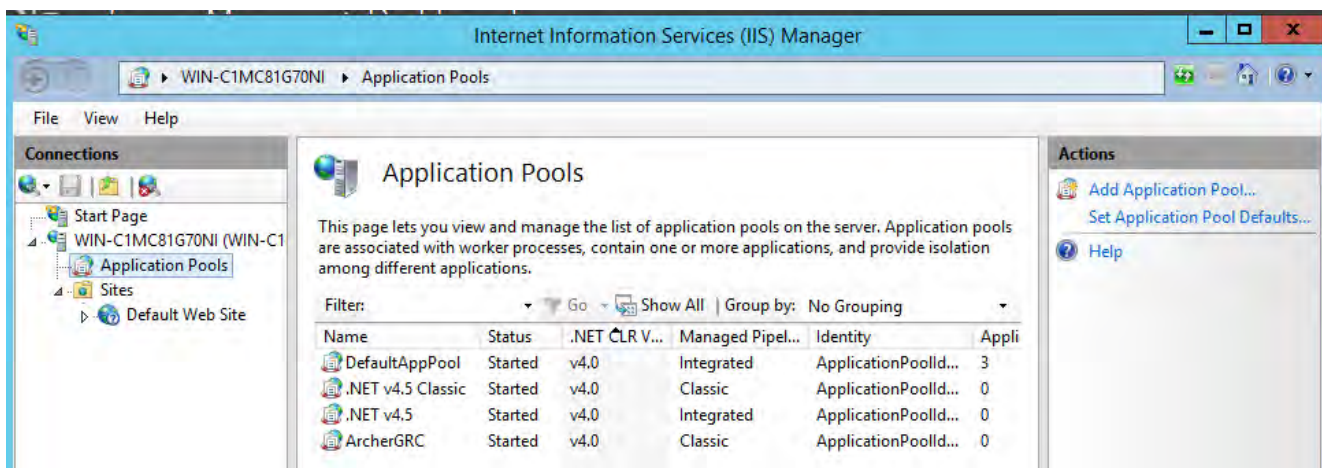 Internet Information Services (IIS) Manager
WIN-C1MC81G70NI Application Pools
File View Help
Connections
Start Page
WIN-C1MC81G70NI (WIN-C1
Application Pools
Sites
Default Web Site
Application Pools
This page lets you view and manage the list of application pools on the server. Application pools
are associated with worker processes, contain one or more applications, and provide isolation
among different applications.
Filter: Go Show All | Group by: No Grouping
Name Status .NET CLR V... Managed Pipel... Identity Appli
DefaultAppPool Started v4.0 Integrated ApplicationPoolId... 3
.NET v4.5 Classic Started v4.0 Classic ApplicationPoolId... 0
.NET v4.5 Started v4.0 Integrated ApplicationPoolId... 0
ArcherGRC Started v4.0 Classic ApplicationPoolId... 0
Actions
Add Application Pool...
Set Application Pool Defaults...
Help